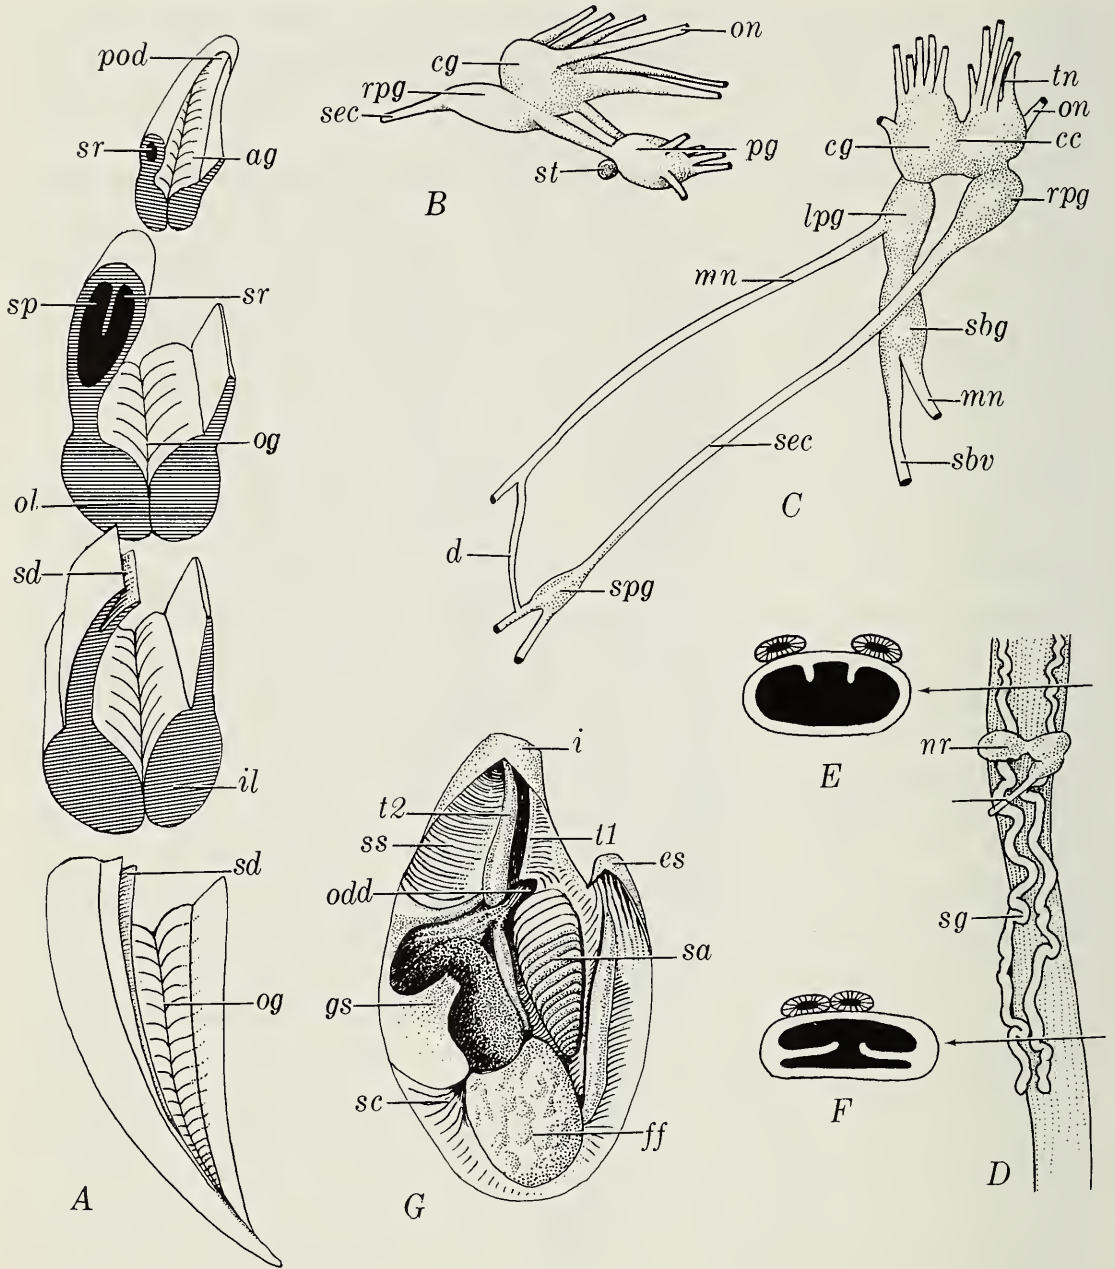 pod
sr
ag
sp
sr
og
ol
sd
il
sd
og
A
on
cg
rpg
sec
pg
st
B
tn
on
cg
cc
rpg
lpg
mn
sbg
mn
sec
sbv
C
d
spg
E
nr
sg
F
D
i
t2
t1
ss
es
odd
sa
gs
sc
ff
G